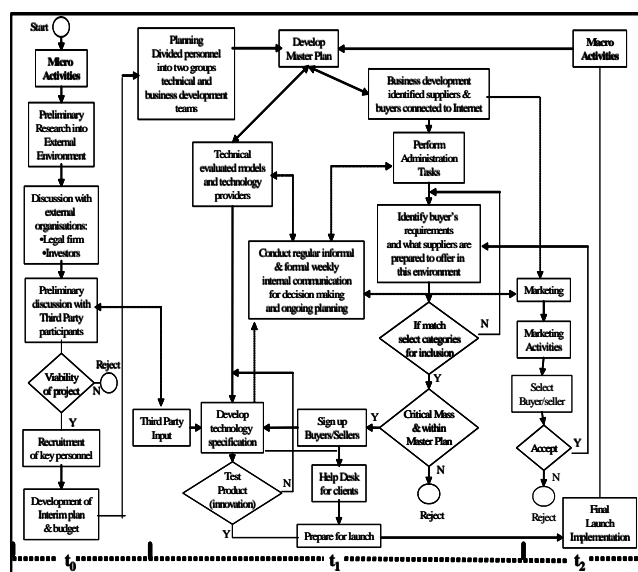 Start
Micro
Activities
Preliminary
Research into
External
Environment
Discussion with
external
organisations:
•Legal firm
•Investors
Preliminary
discussion with
Third Party
participants
Viability
of project
Reject
N
Y
Recruitment
of key personnel
Development of
Interim plan
& budget
Planning
Divided personnel
into two groups
technical and
business development
teams
Develop
Master Plan
Macro
Activities
Business development
identified suppliers &
buyers connected to Internet
Technical
evaluated models
and technology
providers
Perform
Administration
Tasks
Identify buyer's
requirements
and what suppliers are
prepared to offer in
this environment
Conduct regular informal
& formal weekly
internal communication
for decision making
and ongoing planning
Marketing
If match
select categories
for inclusion
N
Y
Marketing
Activities
Select
Buyer/seller
Accept
Y
N
Reject
Third Party
Input
Develop
technology
specification
Sign up
Buyers/Sellers
Y
Critical Mass
& within
Master Plan
N
Reject
Test
Product
(innovation)
N
Y
Help Desk
for clients
Prepare for launch
Final
Launch
Implementation
t0
t1
t2